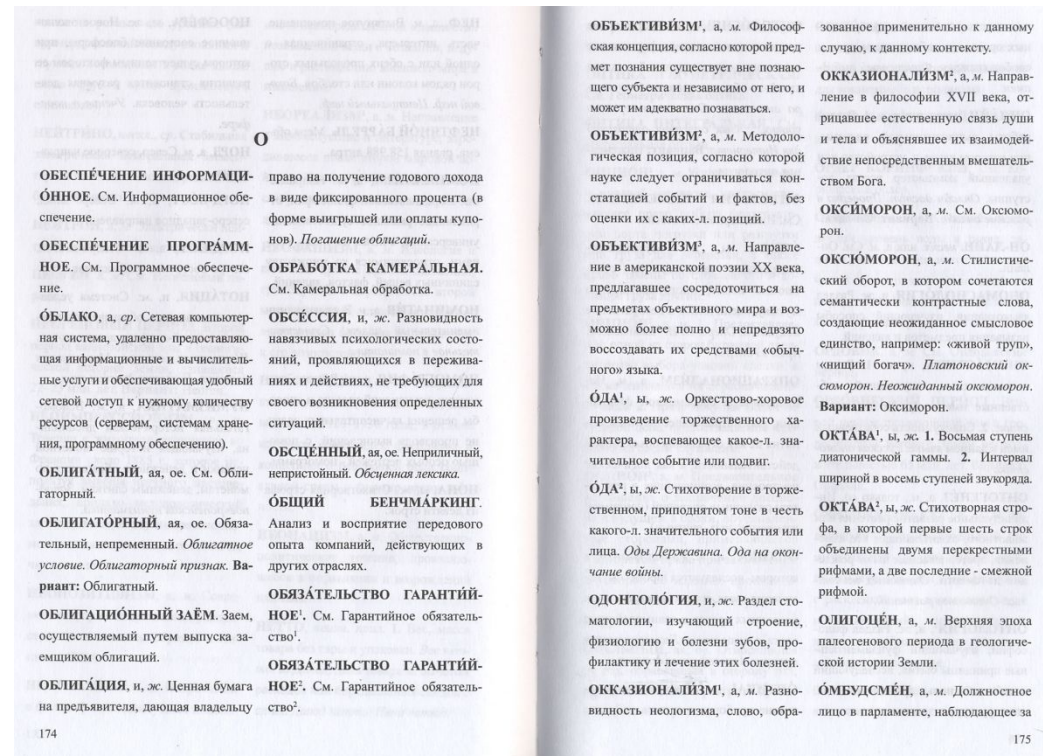 О
ОБЕСПЕ́ЧЕНИЕ ИНФОРМАЦИ-
О́ННОЕ. См. Информационное обе-
спечение.
ОБЕСПЕ́ЧЕНИЕ ПРОГРА́ММ-
НОЕ. См. Программное обеспече-
ние.
О́БЛАКО, а, ср. Сетевая компьютер-
ная система, удаленно предоставляю-
щая информационные и вычислитель-
ные услуги и обеспечивающая удобный
сетевой доступ к нужному количеству
ресурсов (серверам, системам хране-
ния, программному обеспечению).
ОБЛИГА́ТНЫЙ, ая, ое. См. Обли-
гаторный.
ОБЛИГАТО́РНЫЙ, ая, ое. Обяза-
тельный, непременный. Облигатное
условие. Облигаторный признак. Ва-
риант: Облигатный.
ОБЛИГАЦИО́ННЫЙ ЗАЁМ. Заем,
осуществляемый путем выпуска за-
емщиком облигаций.
ОБЛИГА́ЦИЯ, и, ж. Ценная бумага
на предъявителя, дающая владельцу
право на получение годового дохода
в виде фиксированного процента (в
форме выигрышей или оплаты купо-
нов). Погашение облигаций.
ОБРАБО́ТКА КАМЕРА́ЛЬНАЯ.
См. Камеральная обработка.
ОБСЕ́ССИЯ, и, ж. Разновидность
навязчивых психологических состо-
яний, проявляющихся в пережива-
ниях и действиях, не требующих для
своего возникновения определенных
ситуаций.
ОБСЦЕ́ННЫЙ, ая, ое. Неприличный,
непристойный. Обсценная лексика.
О́БЩИЙ БЕНЧМА́РКИНГ.
Анализ и восприятие передового
опыта компаний, действующих в
других отраслях.
ОБЯЗА́ТЕЛЬСТВО ГАРАНТИ́Й-
НОЕ¹. См. Гарантийное обязатель-
ство¹.
ОБЯЗА́ТЕЛЬСТВО ГАРАНТИ́Й-
НОЕ². См. Гарантийное обязатель-
ство².
174
ОБЪЕКТИВИ́ЗМ¹, а, м. Философ-
ская концепция, согласно которой пред-
мет познания существует вне познаю-
щего субъекта и независимо от него, и
может им адекватно познаваться.
ОБЪЕКТИВИ́ЗМ², а, м. Методоло-
гическая позиция, согласно которой
науке следует ограничиваться кон-
статацией событий и фактов, без
оценки их с каких-л. позиций.
ОБЪЕКТИВИ́ЗМ³, а, м. Направле-
ние в американской поэзии XX века,
предлагавшее сосредоточиться на
предметах объективного мира и воз-
можно более полно и непредвзято
воссоздавать их средствами «обыч-
ного» языка.
О́ДА¹, ы, ж. Оркестрово-хоровое
произведение торжественного ха-
рактера, воспевающее какое-л. зна-
чительное событие или подвиг.
О́ДА², ы, ж. Стихотворение в торже-
ственном, приподнятом тоне в честь
какого-л. значительного события или
лица. Оды Державина. Ода на окон-
чание войны.
ОДОНТОЛО́ГИЯ, и, ж. Раздел сто-
матологии, изучающий строение,
физиологию и болезни зубов, про-
филактику и лечение этих болезней.
ОККАЗИОНАЛИ́ЗМ¹, а, м. Разно-
видность неологизма, слово, обра-
зованное применительно к данному
случаю, к данному контексту.
ОККАЗИОНАЛИ́ЗМ², а, м. Направ-
ление в философии XVII века, от-
рицавшее естественную связь души
и тела и объяснявшее их взаимодей-
ствие непосредственным вмешатель-
ством Бога.
ОКСИ́МОРОН, а, м. См. Оксюмо-
рон.
ОКСЮ́МОРОН, а, м. Стилистиче-
ский оборот, в котором сочетаются
семантически контрастные слова,
создающие неожиданное смысловое
единство, например: «живой труп»,
«нищий богач». Платоновский ок-
сюморон. Неожиданный оксюморон.
Вариант: Оксиморон.
ОКТА́ВА¹, ы, ж. 1. Восьмая ступень
диатонической гаммы. 2. Интервал
шириной в восемь ступеней звукоряда.
ОКТА́ВА², ы, ж. Стихотворная стро-
фа, в которой первые шесть строк
объединены двумя перекрестными
рифмами, а две последние - смежной
рифмой.
ОЛИГОЦЕ́Н, а, м. Верхняя эпоха
палеогенового периода в геологиче-
ской истории Земли.
О́МБУДСМЕ́Н, а, м. Должностное
лицо в парламенте, наблюдающее за
175